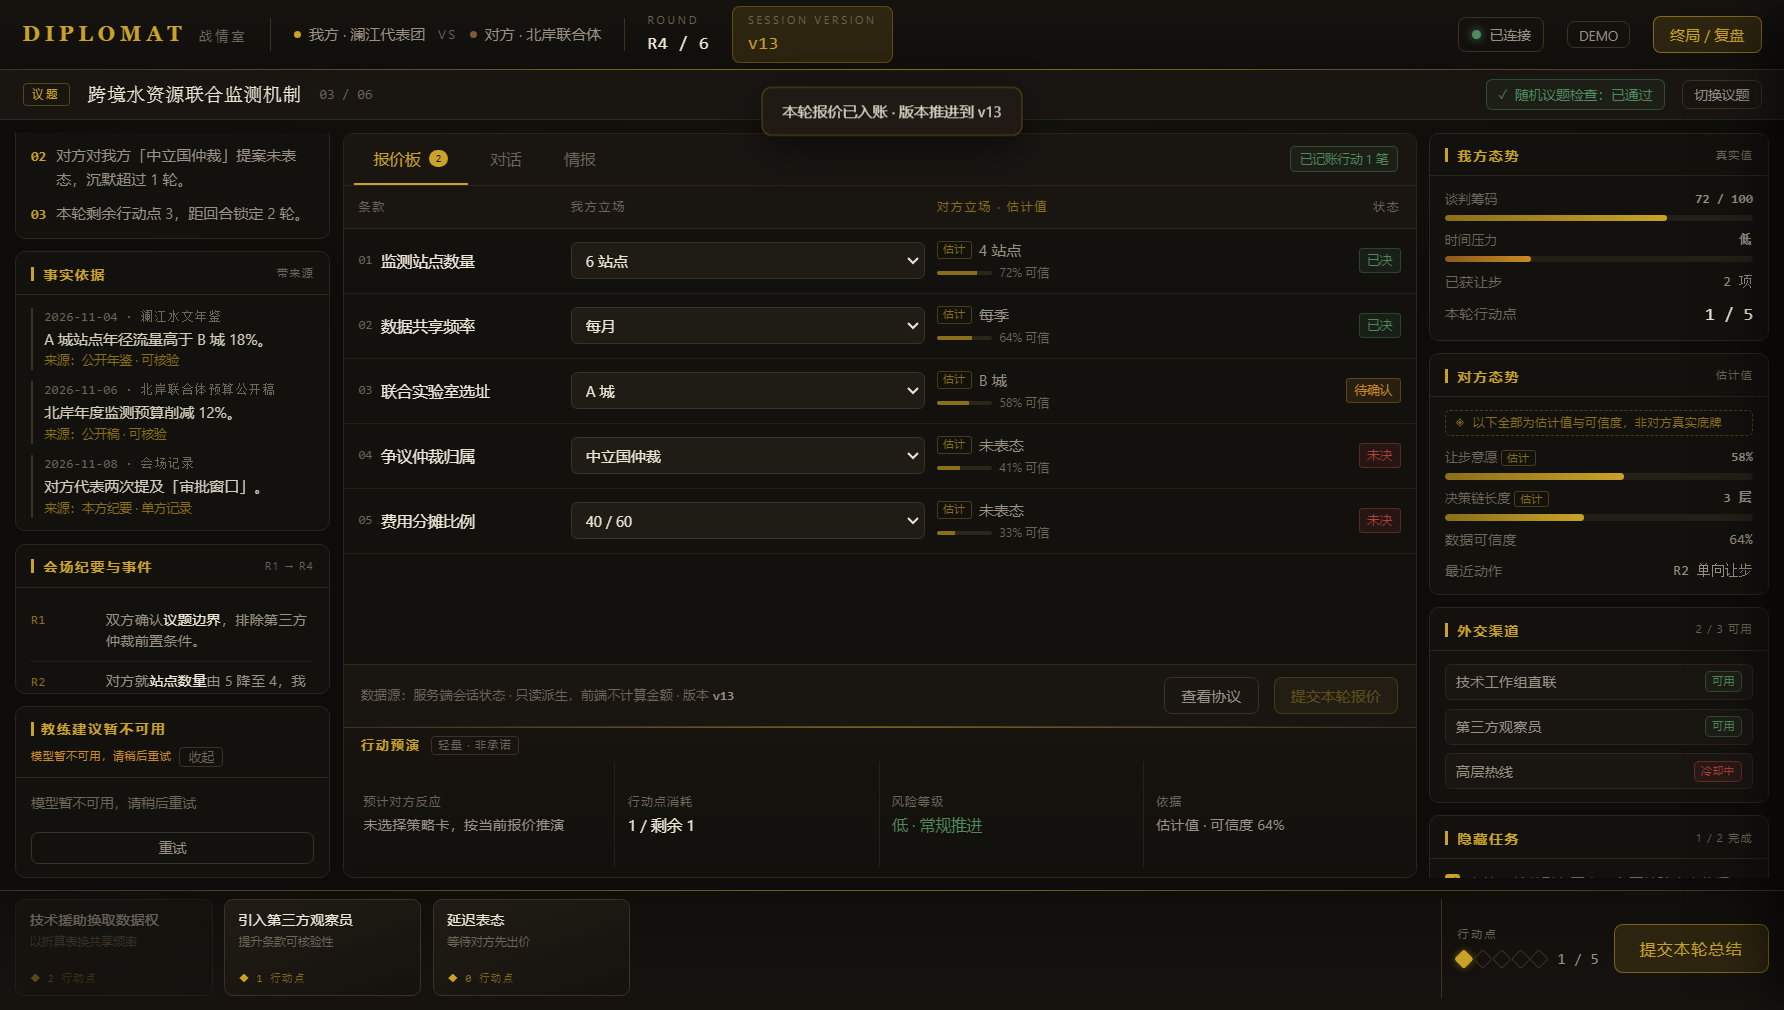 DIPLOMAT 战情室
我方 · 澜江代表团 VS 对方 · 北岸联合体
ROUND
R4 / 6
SESSION VERSION
v13
已连接
DEMO
终局 / 复盘
议题 跨境水资源联合监测机制 03 / 06
✓ 随机议题检查：已通过
切换议题
本轮报价已入账 · 版本推进到 v13
02 对方对我方「中立国仲裁」提案未表
态，沉默超过 1 轮。
03 本轮剩余行动点 3，距回合锁定 2 轮。
事实依据 带来源
2026-11-04 · 澜江水文年鉴
A 城站点年径流量高于 B 城 18%。
来源：公开年鉴 · 可核验
2026-11-06 · 北岸联合体预算公开稿
北岸年度监测预算削减 12%。
来源：公开稿 · 可核验
2026-11-08 · 会场记录
对方代表两次提及「审批窗口」。
来源：本方纪要 · 单方记录
会场纪要与事件 R1 → R4
R1 双方确认议题边界，排除第三方
仲裁前置条件。
R2 对方就站点数量由 5 降至 4，我
教练建议暂不可用
模型暂不可用，请稍后重试 收起
模型暂不可用，请稍后重试
重试
报价板 2 对话 情报 已记账行动 1 笔
条款 我方立场 对方立场 · 估计值 状态
01 监测站点数量 6 站点 估计 4 站点 已决
72% 可信
02 数据共享频率 每月 估计 每季 已决
64% 可信
03 联合实验室选址 A 城 估计 B 城 待确认
58% 可信
04 争议仲裁归属 中立国仲裁 估计 未表态 未决
41% 可信
05 费用分摊比例 40 / 60 估计 未表态 未决
33% 可信
数据源：服务端会话状态 · 只读派生，前端不计算金额 · 版本 v13
查看协议
提交本轮报价
行动预演 轻量 · 非承诺
预计对方反应
未选择策略卡，按当前报价推演
行动点消耗
1 / 剩余 1
风险等级
低 · 常规推进
依据
估计值 · 可信度 64%
我方态势 真实值
谈判筹码 72 / 100
时间压力 低
已获让步 2 项
本轮行动点 1 / 5
对方态势 估计值
◈ 以下全部为估计值与可信度，非对方真实底牌
让步意愿 估计 58%
决策链长度 估计 3 层
数据可信度 64%
最近动作 R2 单向让步
外交渠道 2 / 3 可用
技术工作组直联 可用
第三方观察员 可用
高层热线 冷却中
隐藏任务 1 / 2 完成
技术援助换取数据权
以折算表换共享频率
◆ 2 行动点
引入第三方观察员
提升条款可核验性
◆ 1 行动点
延迟表态
等待对方先出价
◆ 0 行动点
行动点
1 / 5
提交本轮总结